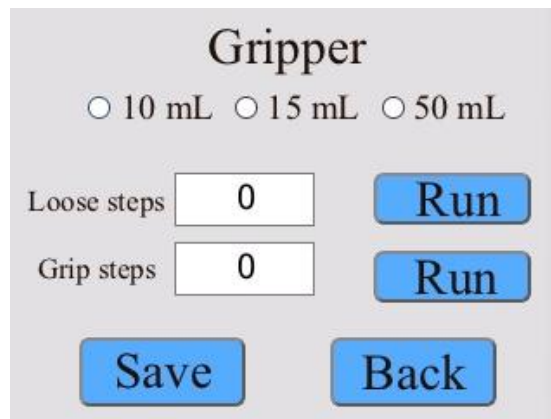 Gripper
10 mL 15 mL 50 mL
Loose steps 0 Run
Grip steps 0 Run
Save Back